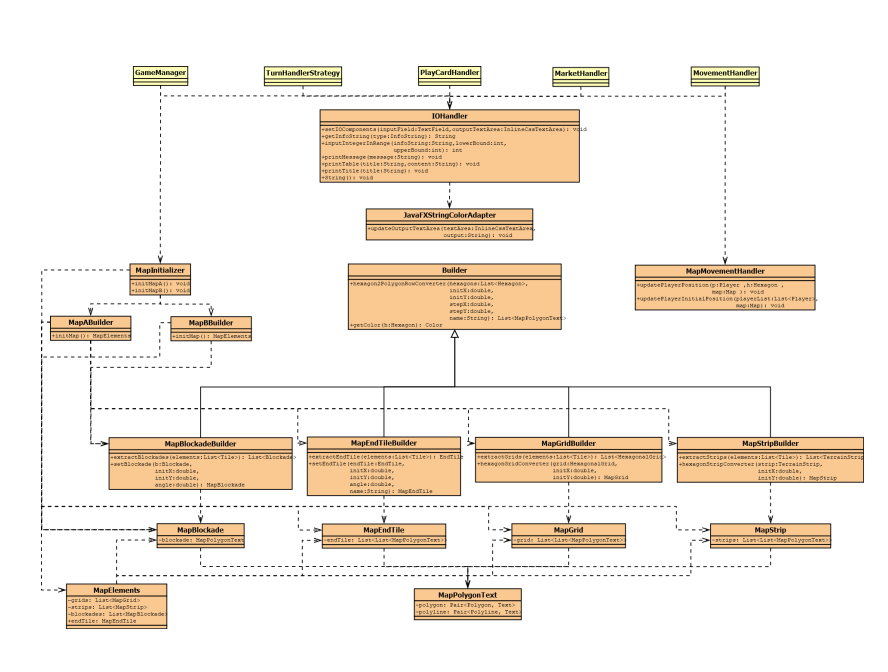 GameManager
TurnHandlerStrategy
PlayCardHandler
MarketHandler
MovementHandler
IOHandler
+setIOComponents(inputField:TextField,outputTextArea:InlineCssTextArea): void
+getInfoString(type:InfoString): String
+inputIntegerInRange(infoString:String,lowerBound:int,
upperBound:int): int
+printMessage(message:String): void
+printTable(title:String,content:String): void
+printTitle(title:String): void
+String(): void
JavaFXStringColorAdapter
+updateOutputTextArea(textArea:InlineCssTextArea,
output:String): void
MapInitializer
+initMapA(): void
+initMapB(): void
Builder
+hexagon2PolygonRowConverter(hexagons:List<Hexagon>,
initX:double,
initY:double,
stepX:double,
stepY:double,
name:String): List<MapPolygonText>
+getColor(h:Hexagon): Color
MapMovementHandler
+updatePlayerPosition(p:Player ,h:Hexagon ,
map:Map ): void
+updatePlayerInitialPosition(playerList:List<Player>,
map:Map): void
MapABuilder
+initMap(): MapElements
MapBBuilder
+initMap(): MapElements
MapBlockadeBuilder
+extractBlockades(elements:List<Tile>): List<Blockade>
+setBlockade(b:Blockade,
initX:double,
initY:double,
angle:double): MapBlockade
MapEndTileBuilder
+extractEndTile(elements:List<Tile>): EndTile
+setEndTile(endTile:EndTile,
initX:double,
initY:double,
angle:double,
name:String): MapEndTile
MapGridBuilder
+extractGrids(elements:List<Tile>): List<HexagonalGrid>
+hexagonGridConverter(grid:HexagonalGrid,
initX:double,
initY:double): MapGrid
MapStripBuilder
+extractStrips(elements:List<Tile>): List<TerrainStrip>
+hexagonStripConverter(strip:TerrainStrip,
initX:double,
initY:double): MapStrip
MapBlockade
-blockade: MapPolygonText
MapEndTile
-endTile: List<List<MapPolygonText>>
MapGrid
-grid: List<List<MapPolygonText>>
MapStrip
-strips: List<List<MapPolygonText>>
MapElements
-grids: List<MapGrid>
-strips: List<MapStrip>
-blockades: List<MapBlockade>
+endTile: MapEndTile
MapPolygonText
-polygon: Pair<Polygon, Text>
-polyline: Pair<Polyline, Text>